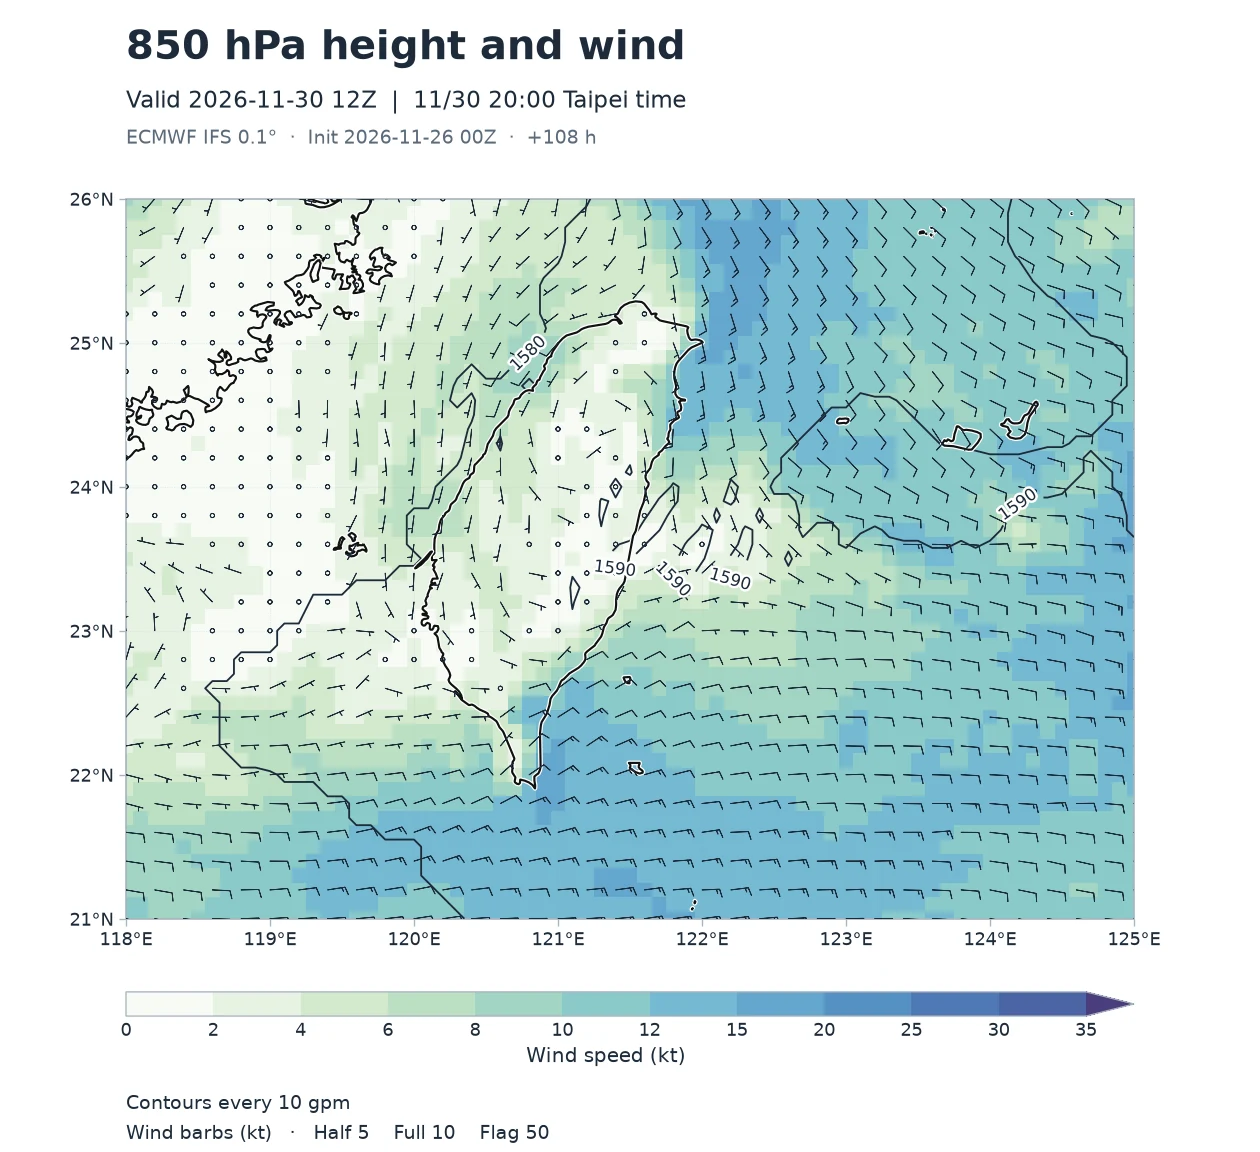 850 hPa height and wind
Valid 2026-11-30 12Z | 11/30 20:00 Taipei time
ECMWF IFS 0.1° · Init 2026-11-26 00Z · +108 h
26°N
25°N
24°N
23°N
22°N
21°N
1580
1590
1590
1590
1590
118°E 119°E 120°E 121°E 122°E 123°E 124°E 125°E
0 2 4 6 8 10 12 15 20 25 30 35
Wind speed (kt)
Contours every 10 gpm
Wind barbs (kt) · Half 5 Full 10 Flag 50